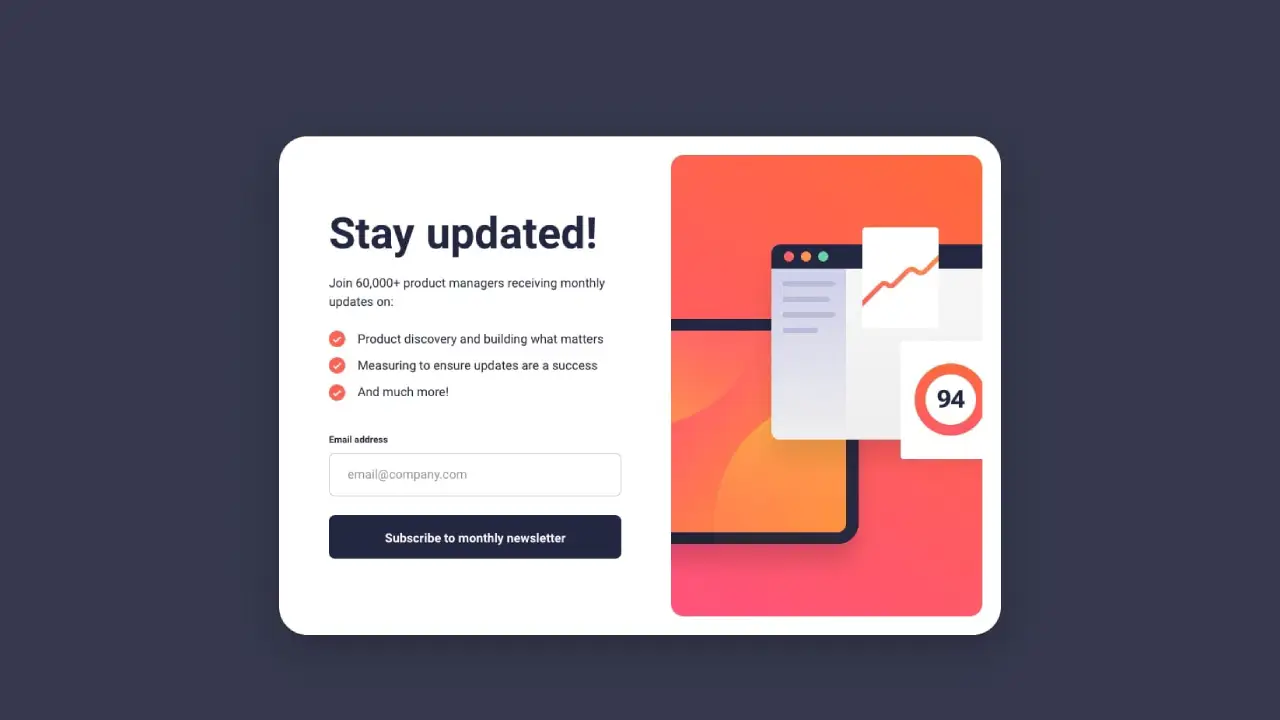 Stay updated!
Join 60,000+ product managers receiving monthly
updates on:
Product discovery and building what matters
Measuring to ensure updates are a success
And much more!
Email address
email@company.com
Subscribe to monthly newsletter
94